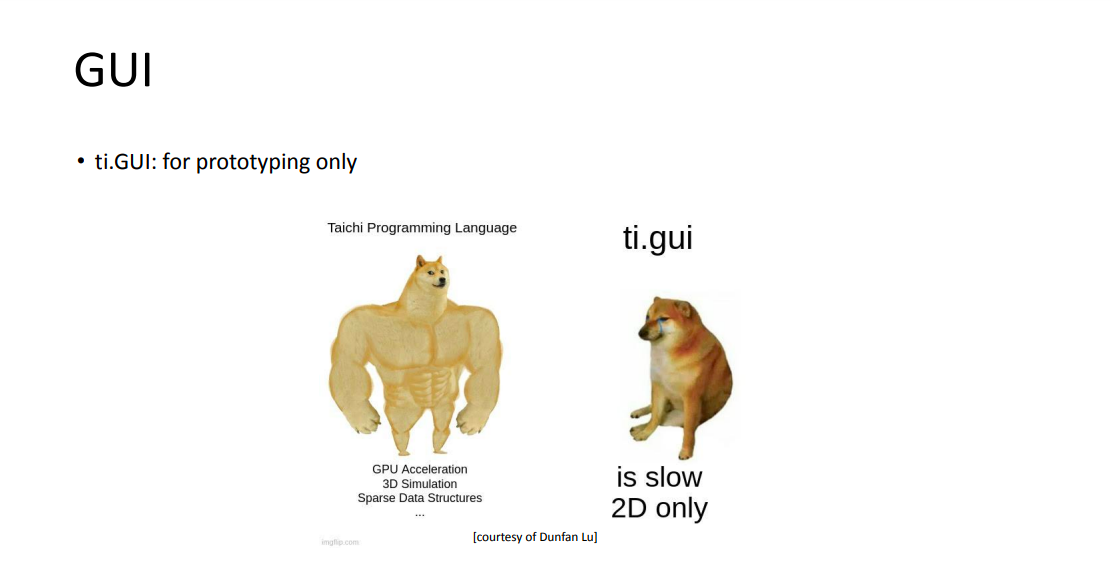 GUI
• ti.GUI: for prototyping only
Taichi Programming Language
GPU Acceleration
3D Simulation
Sparse Data Structures
...
ti.gui
is slow
2D only
imgflip.com
[courtesy of Dunfan Lu]